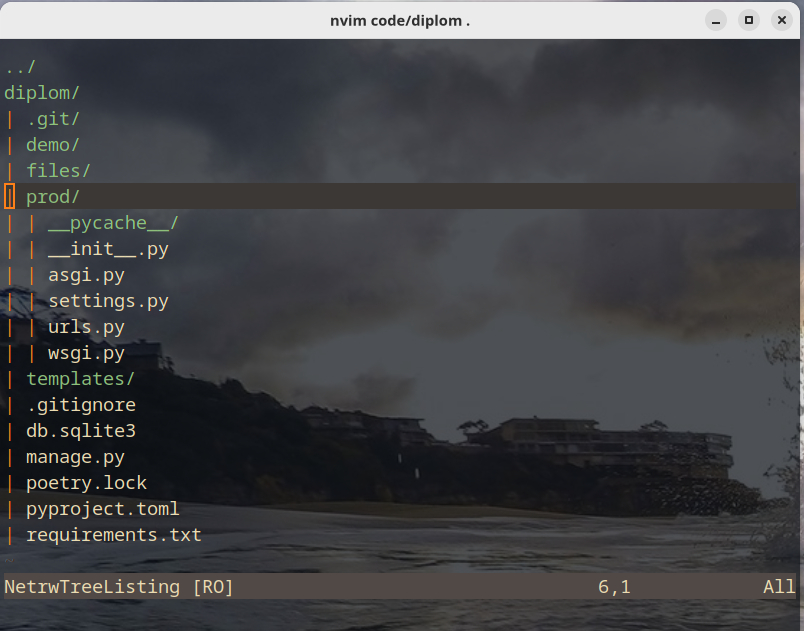 nvim code/diplom .
../
diplom/
| .git/
| demo/
| files/
| prod/
| | __pycache__/
| | __init__.py
| | asgi.py
| | settings.py
| | urls.py
| | wsgi.py
| templates/
| .gitignore
| db.sqlite3
| manage.py
| poetry.lock
| pyproject.toml
| requirements.txt
~
NetrwTreeListing [RO] 6,1 All